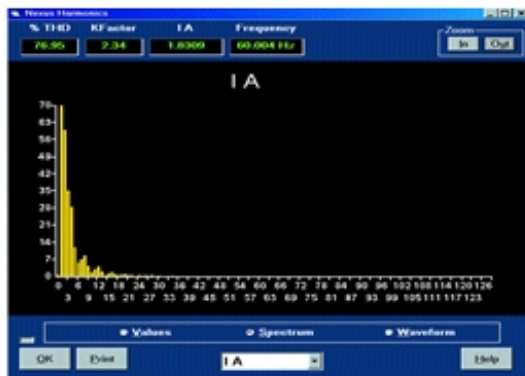 Nexus Harmonics
% THD KFactor I A Frequency
76.95 2.34 1.8309 60.004 Hz
Zoom
In Out
I A
70
63
56
49
42
35
28
21
14
7
0
0 6 12 18 24 30 36 42 48 54 60 66 72 78 84 90 96 102 108 114 120 126
3 9 15 21 27 33 39 45 51 57 63 69 75 81 87 93 99 105 111 117 123
Values Spectrum Waveform
OK Print I A Help